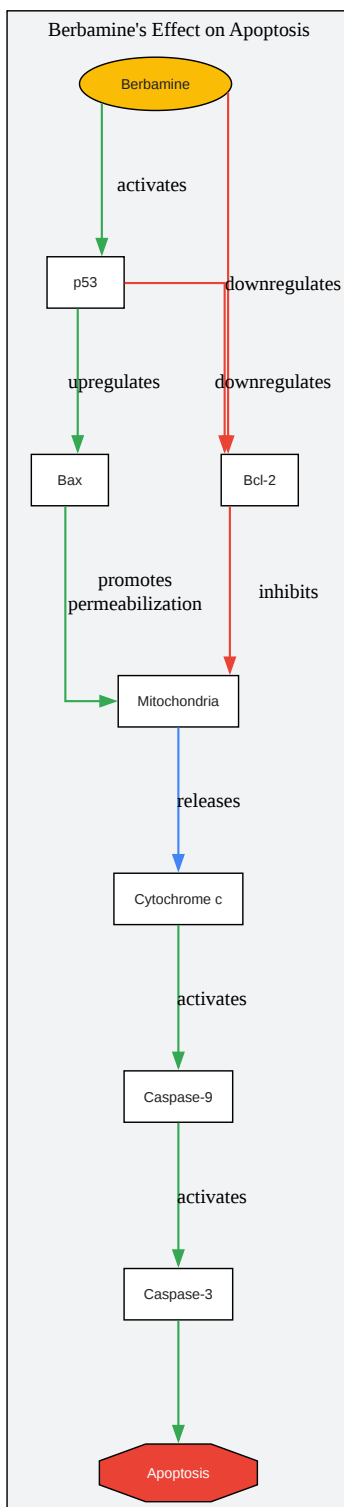 Berbamine's Effect on Apoptosis
Berbamine
activates
p53
downregulates
upregulates
downregulates
Bax
Bcl-2
promotes
permeabilization
inhibits
Mitochondria
releases
Cytochrome c
activates
Caspase-9
activates
Caspase-3
Apoptosis